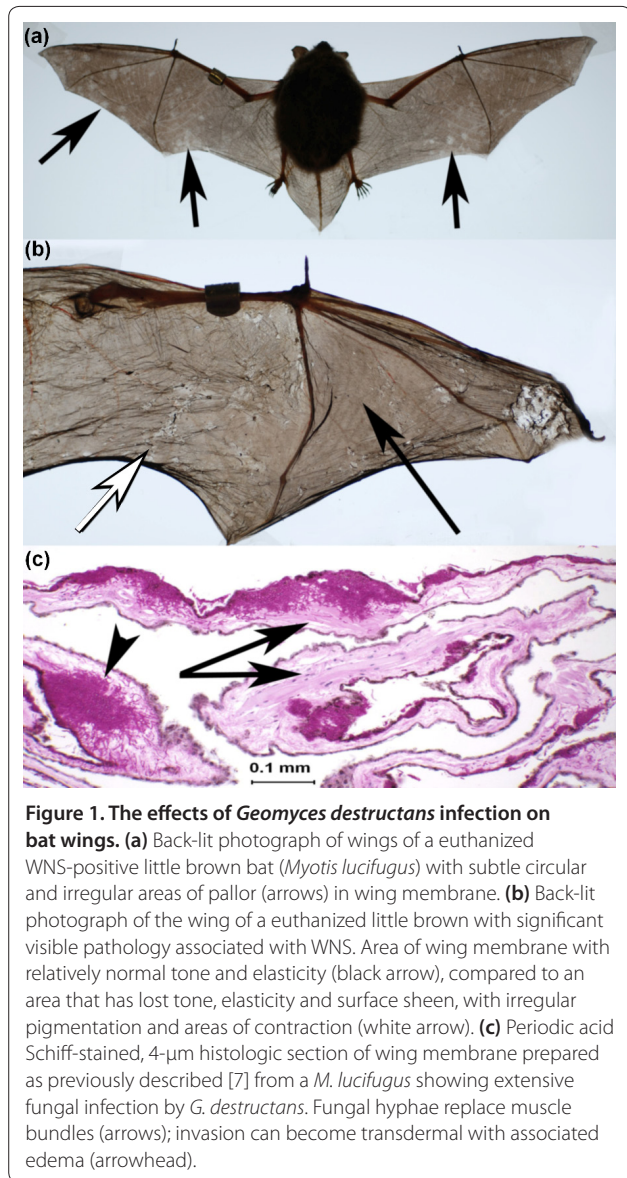 (a)
(b)
(c)
0.1 mm
Figure 1. The effects of Geomyces destructans infection on
bat wings. (a) Back-lit photograph of wings of a euthanized
WNS-positive little brown bat (Myotis lucifugus) with subtle circular
and irregular areas of pallor (arrows) in wing membrane. (b) Back-lit
photograph of the wing of a euthanized little brown with significant
visible pathology associated with WNS. Area of wing membrane with
relatively normal tone and elasticity (black arrow), compared to an
area that has lost tone, elasticity and surface sheen, with irregular
pigmentation and areas of contraction (white arrow). (c) Periodic acid
Schiff-stained, 4-μm histologic section of wing membrane prepared
as previously described [7] from a M. lucifugus showing extensive
fungal infection by G. destructans. Fungal hyphae replace muscle
bundles (arrows); invasion can become transdermal with associated
edema (arrowhead).